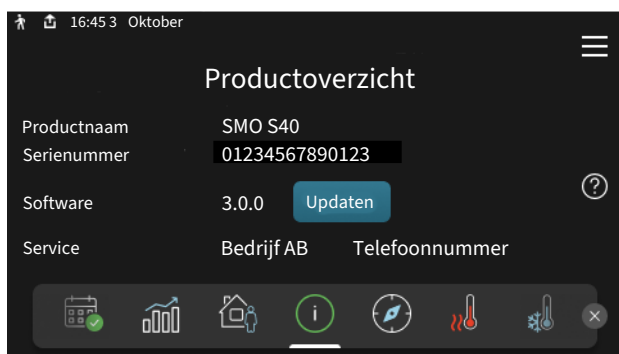 16:45 3 Oktober
Productoverzicht
Productnaam SMO S40
Serienummer 01234567890123
Software 3.0.0 Updaten
Service Bedrijf AB Telefoonnummer